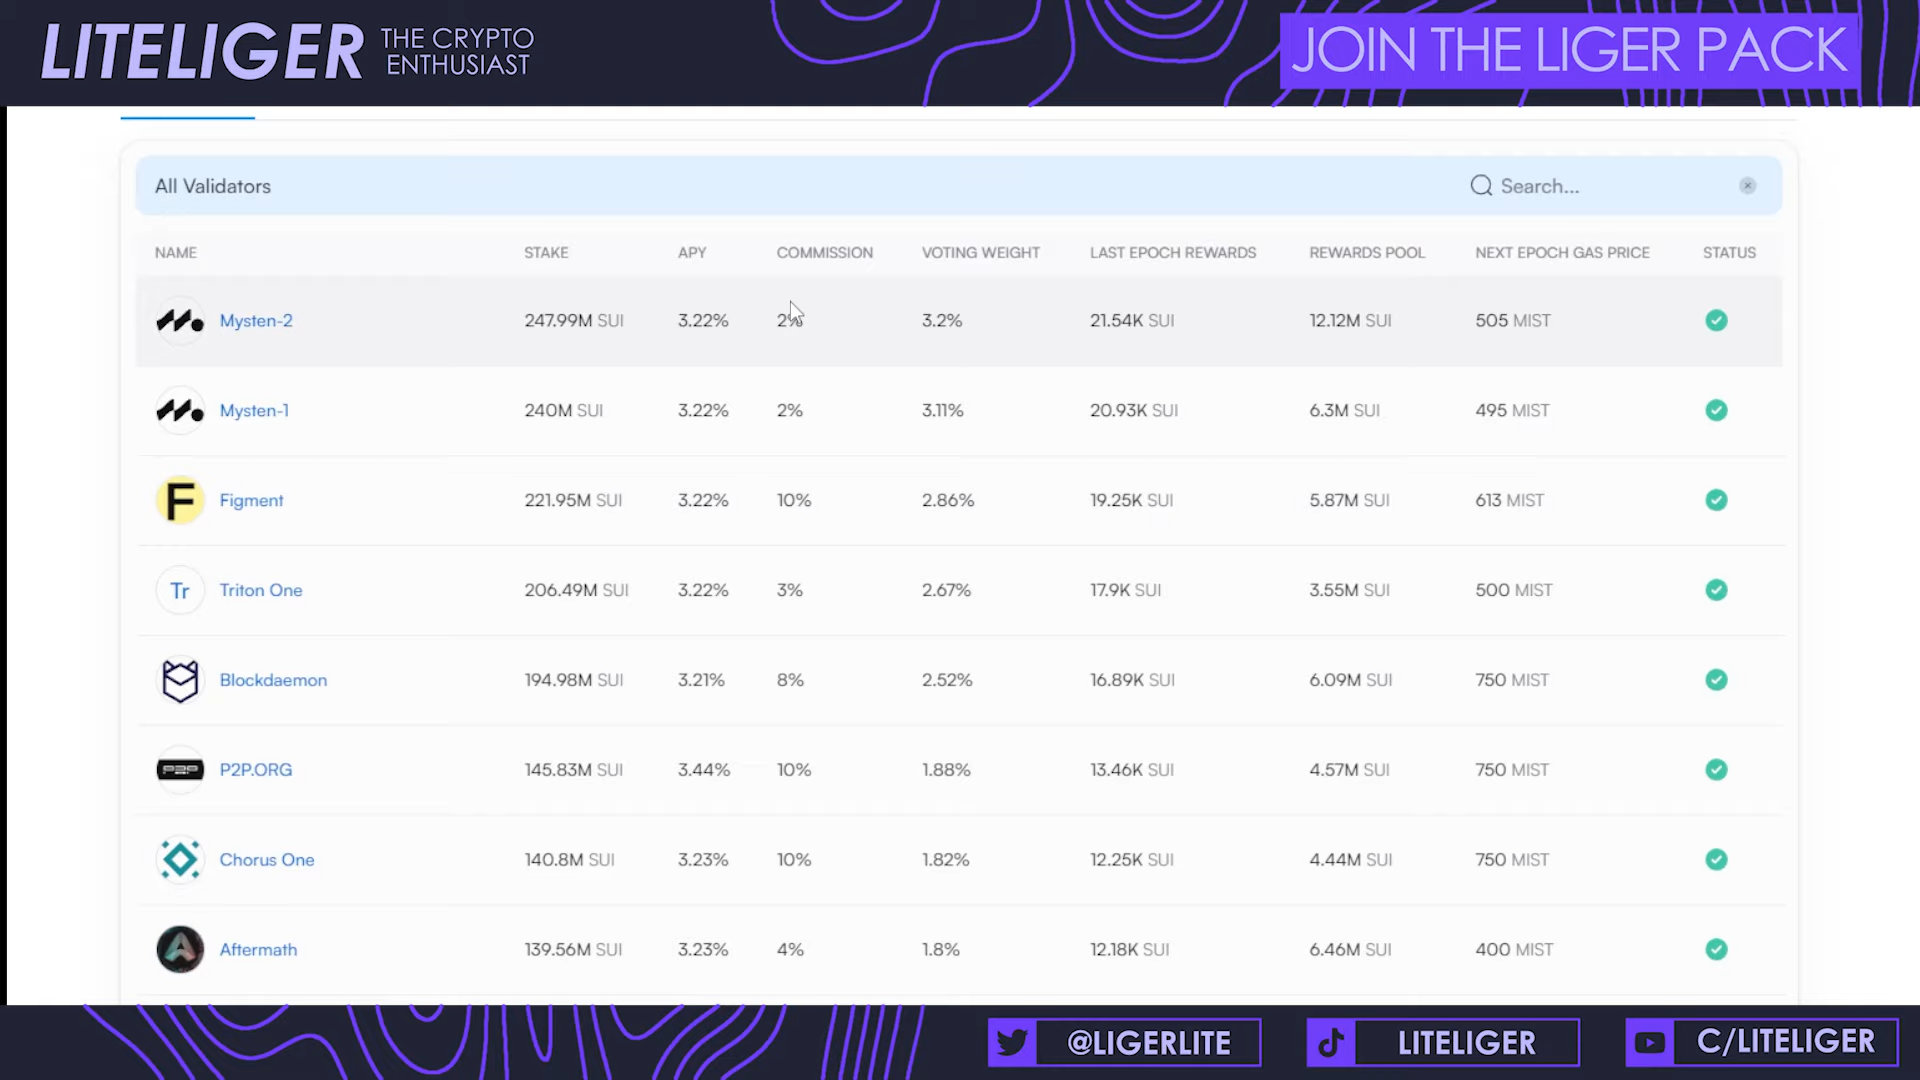 LITELIGER THE CRYPTO ENTHUSIAST
JOIN THE LIGER PACK
All Validators
Search...
NAME STAKE APY COMMISSION VOTING WEIGHT LAST EPOCH REWARDS REWARDS POOL NEXT EPOCH GAS PRICE STATUS
Mysten-2 247.99M SUI 3.22% 2% 3.2% 21.54K SUI 12.12M SUI 505 MIST
Mysten-1 240M SUI 3.22% 2% 3.11% 20.93K SUI 6.3M SUI 495 MIST
F Figment 221.95M SUI 3.22% 10% 2.86% 19.25K SUI 5.87M SUI 613 MIST
Tr Triton One 206.49M SUI 3.22% 3% 2.67% 17.9K SUI 3.55M SUI 500 MIST
Blockdaemon 194.98M SUI 3.21% 8% 2.52% 16.89K SUI 6.09M SUI 750 MIST
P2P P2P.ORG 145.83M SUI 3.44% 10% 1.88% 13.46K SUI 4.57M SUI 750 MIST
Chorus One 140.8M SUI 3.23% 10% 1.82% 12.25K SUI 4.44M SUI 750 MIST
Aftermath 139.56M SUI 3.23% 4% 1.8% 12.18K SUI 6.46M SUI 400 MIST
@LIGERLITE LITELIGER C/LITELIGER